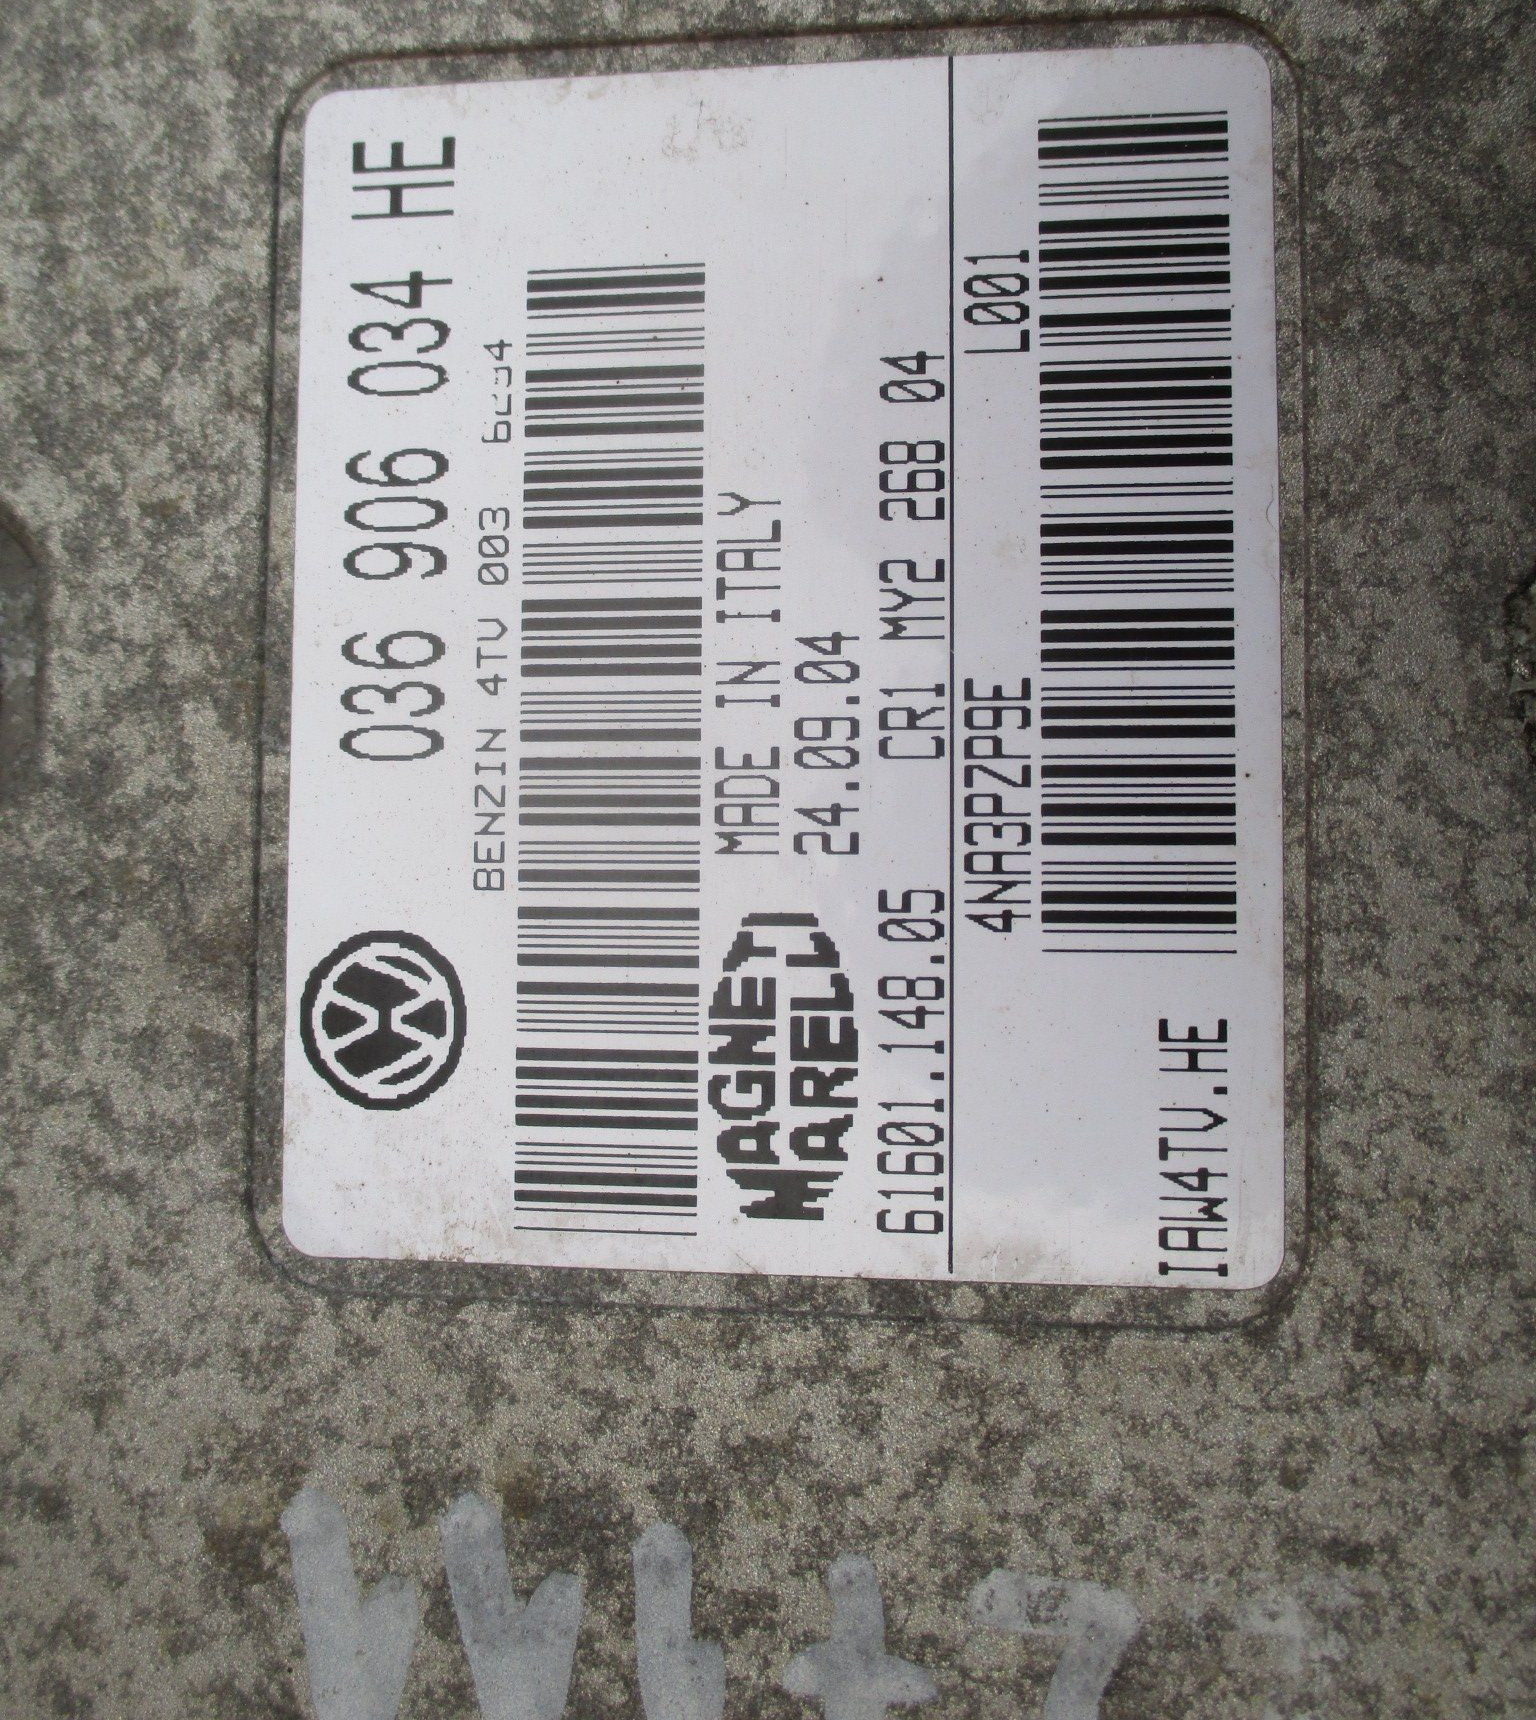 036 906 034 HE
BENZIN 4TV 003
MAGNETI MARELLI
MADE IN ITALY
24.09.04
61601.148.05 CR1 MY2 268 04
4NA3PZP9E L001
IAW4TV.HE